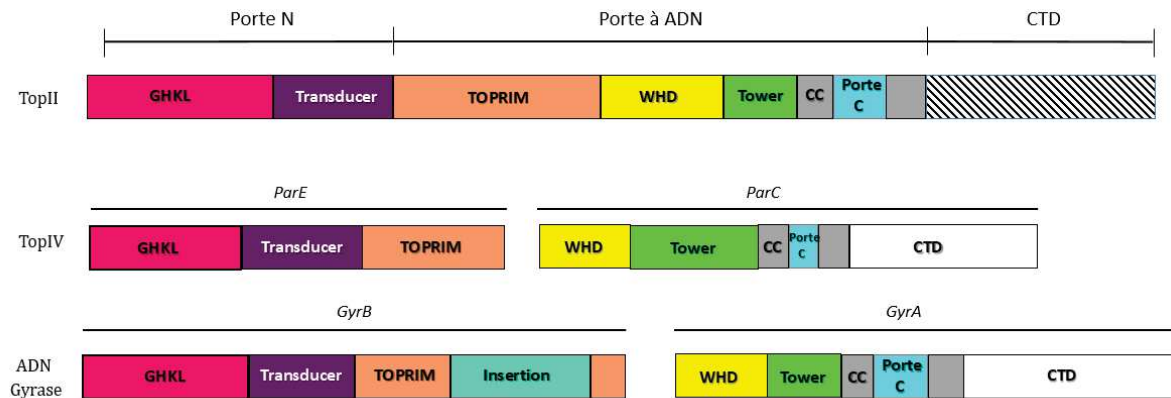 Porte N Porte à ADN CTD
TopII GHKL Transducer TOPRIM WHD Tower CC Porte C
ParE ParC
TopIV GHKL Transducer TOPRIM WHD Tower CC Porte C CTD
GyrB GyrA
ADN Gyrase GHKL Transducer TOPRIM Insertion WHD Tower CC Porte C CTD